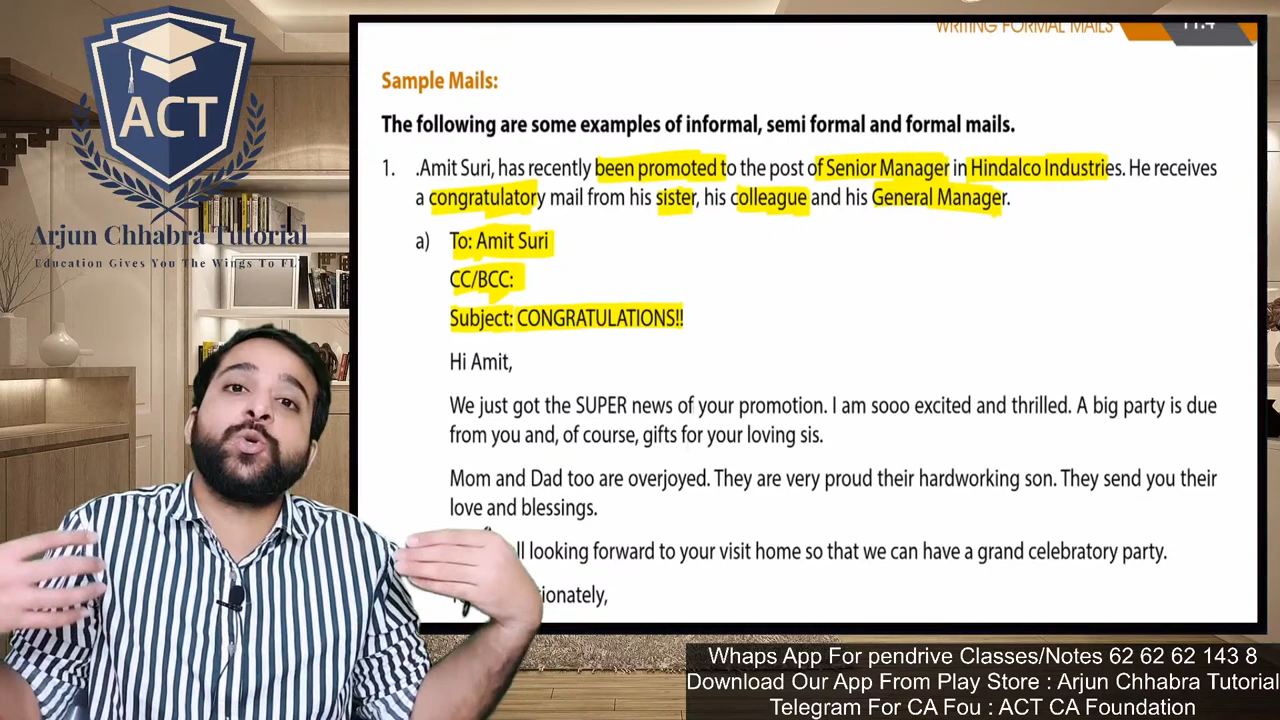 WRITING FORMAL MAILS 11.4
ACT
Arjun Chhabra Tutorial
Education Gives You The Wings To FL
Sample Mails:
The following are some examples of informal, semi formal and formal mails.
1. .Amit Suri, has recently been promoted to the post of Senior Manager in Hindalco Industries. He receives
a congratulatory mail from his sister, his colleague and his General Manager.
a) To: Amit Suri
CC/BCC:
Subject: CONGRATULATIONS!!
Hi Amit,
We just got the SUPER news of your promotion. I am sooo excited and thrilled. A big party is due
from you and, of course, gifts for your loving sis.
Mom and Dad too are overjoyed. They are very proud their hardworking son. They send you their
love and blessings.
ll looking forward to your visit home so that we can have a grand celebratory party.
ionately,
Whaps App For pendrive Classes/Notes 62 62 62 143 8
Download Our App From Play Store : Arjun Chhabra Tutorial
Telegram For CA Fou : ACT CA Foundation